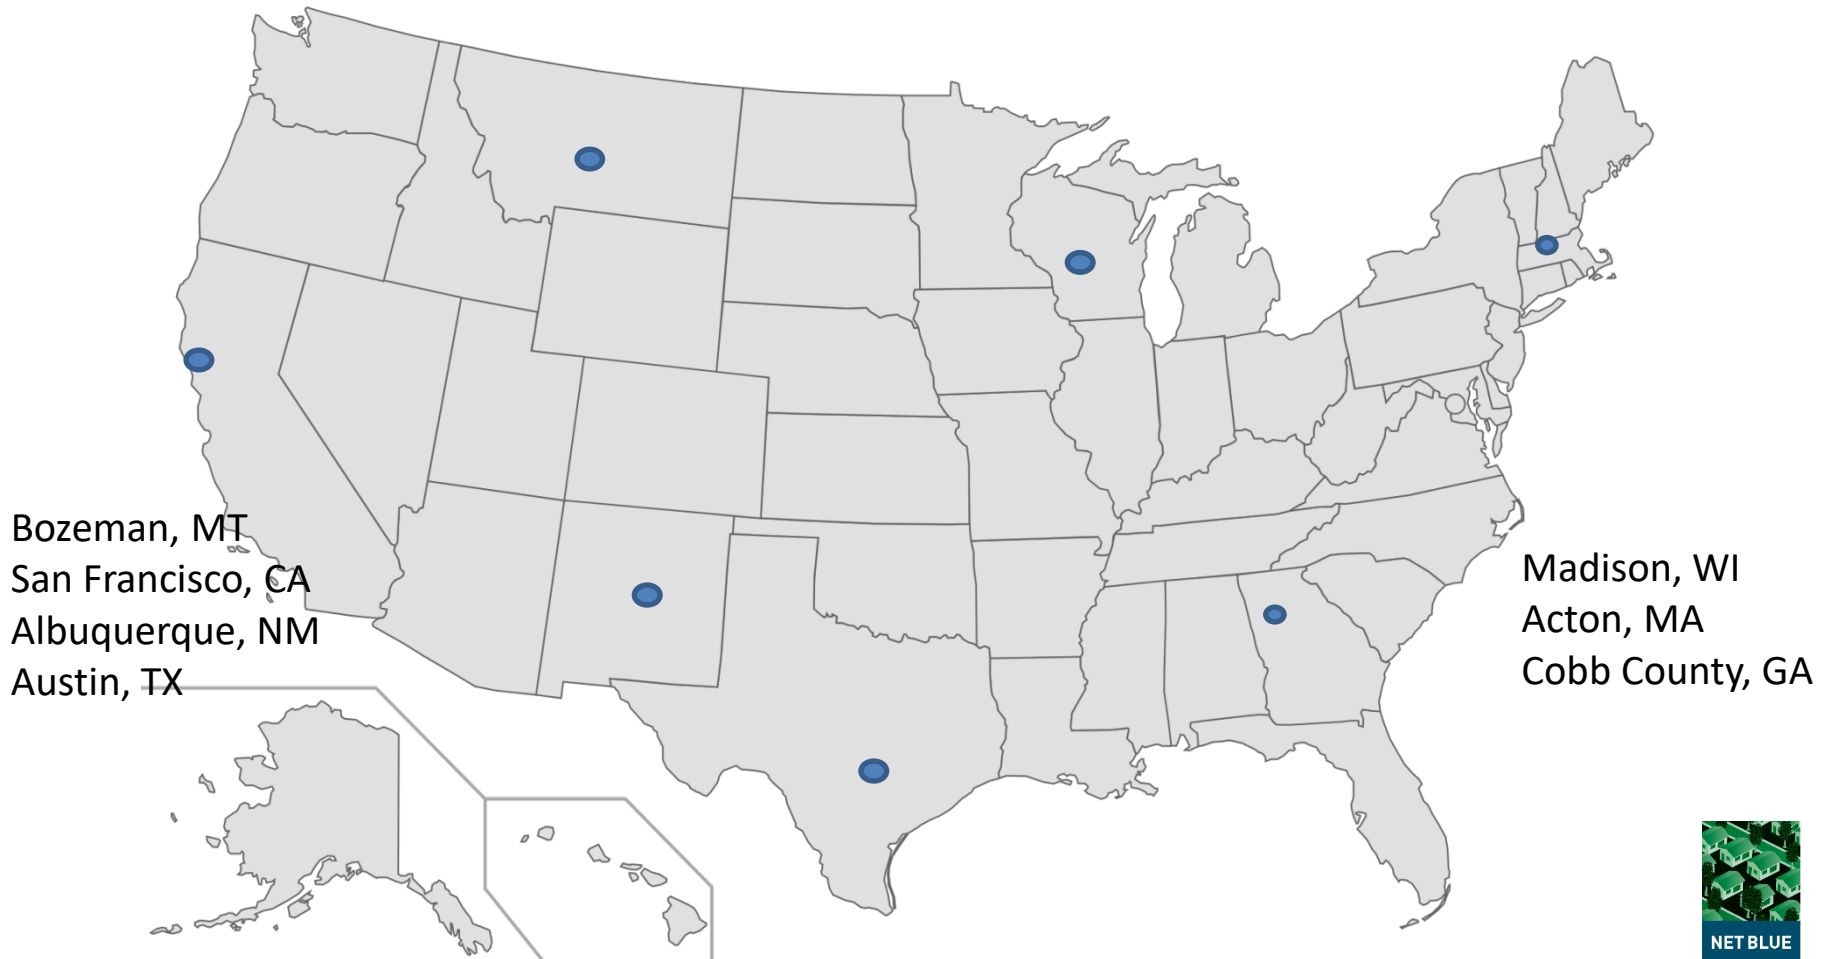 Bozeman, MT
San Francisco, CA
Albuquerque, NM
Austin, TX
Madison, WI
Acton, MA
Cobb County, GA
NET BLUE